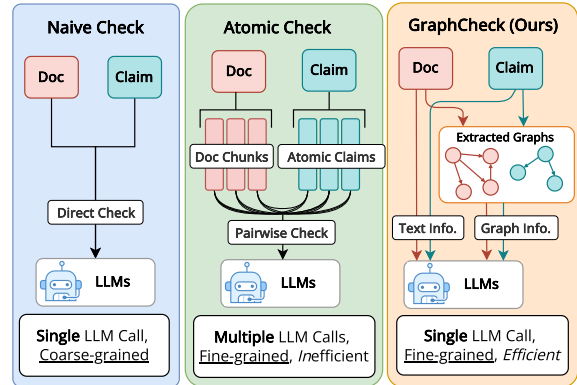 Naive Check
Doc
Claim
Direct Check
LLMs
Single LLM Call,
Coarse-grained
Atomic Check
Doc
Claim
Doc Chunks
Atomic Claims
Pairwise Check
LLMs
Multiple LLM Calls,
Fine-grained, Inefficient
GraphCheck (Ours)
Doc
Claim
Extracted Graphs
Text Info.
Graph Info.
LLMs
Single LLM Call,
Fine-grained, Efficient